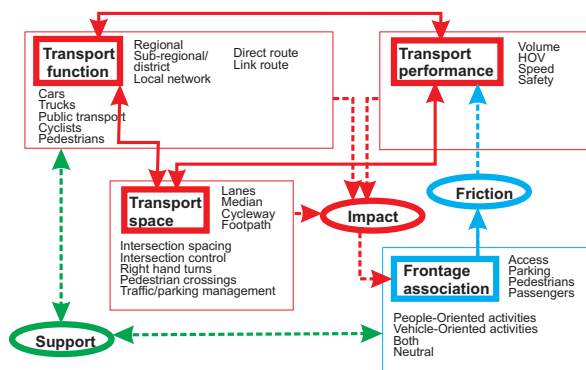 Transport
function
Regional
Sub-regional/
district
Local network
Direct route
Link route
Cars
Trucks
Public transport
Cyclists
Pedestrians
Transport
performance
Volume
HOV
Speed
Safety
Transport
space
Lanes
Median
Cycleway
Footpath
Intersection spacing
Intersection control
Right hand turns
Pedestrian crossings
Traffic/parking management
Impact
Friction
Frontage
association
Access
Parking
Pedestrians
Passengers
People-Oriented activities
Vehicle-Oriented activities
Both
Neutral
Support